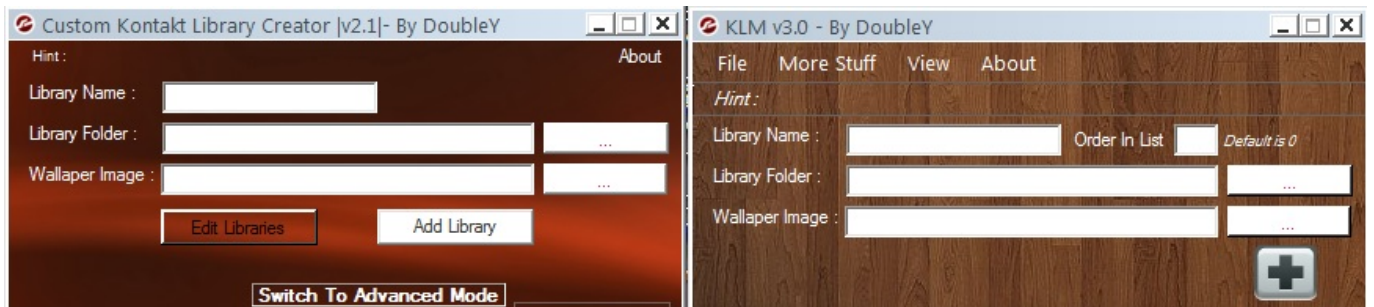 Custom Kontakt Library Creator |v2.1|- By DoubleY
Hint :
About
Library Name :
Library Folder :
...
Wallaper Image :
...
Edit Libraries
Add Library
Switch To Advanced Mode
KLM v3.0 - By DoubleY
File More Stuff View About
Hint :
Library Name :
Order In List
Default is 0
Library Folder :
...
Wallaper Image :
...